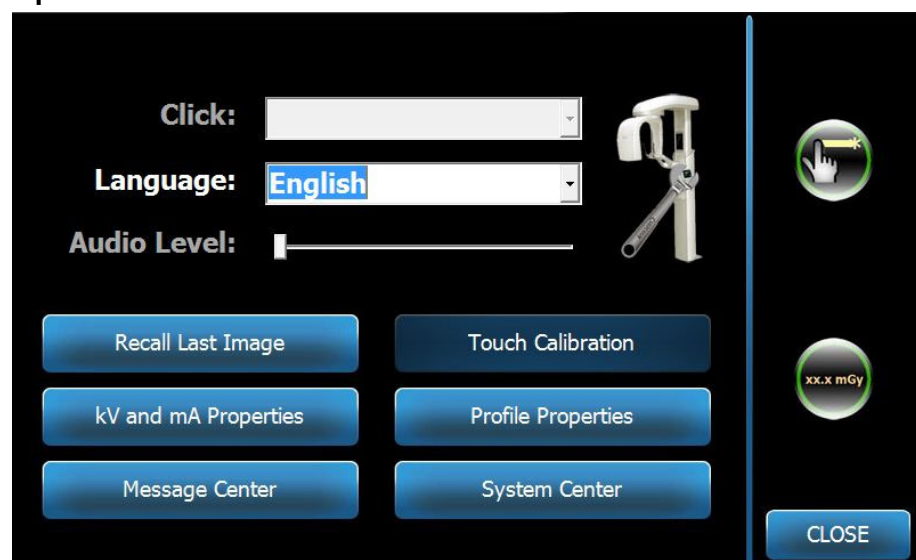 Click:
Language: English
Audio Level:
Recall Last Image
Touch Calibration
kV and mA Properties
Profile Properties
Message Center
System Center
xx.x mGy
CLOSE